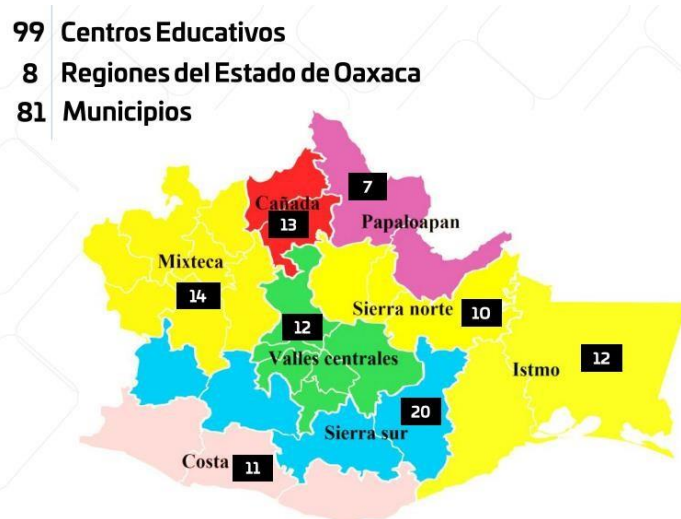 99 Centros Educativos
8 Regiones del Estado de Oaxaca
81 Municipios
7
Cañada
Papaloapan
13
Mixteca
14
Sierra norte
10
12
Valles centrales
12
Istmo
20
Sierra sur
Costa
11